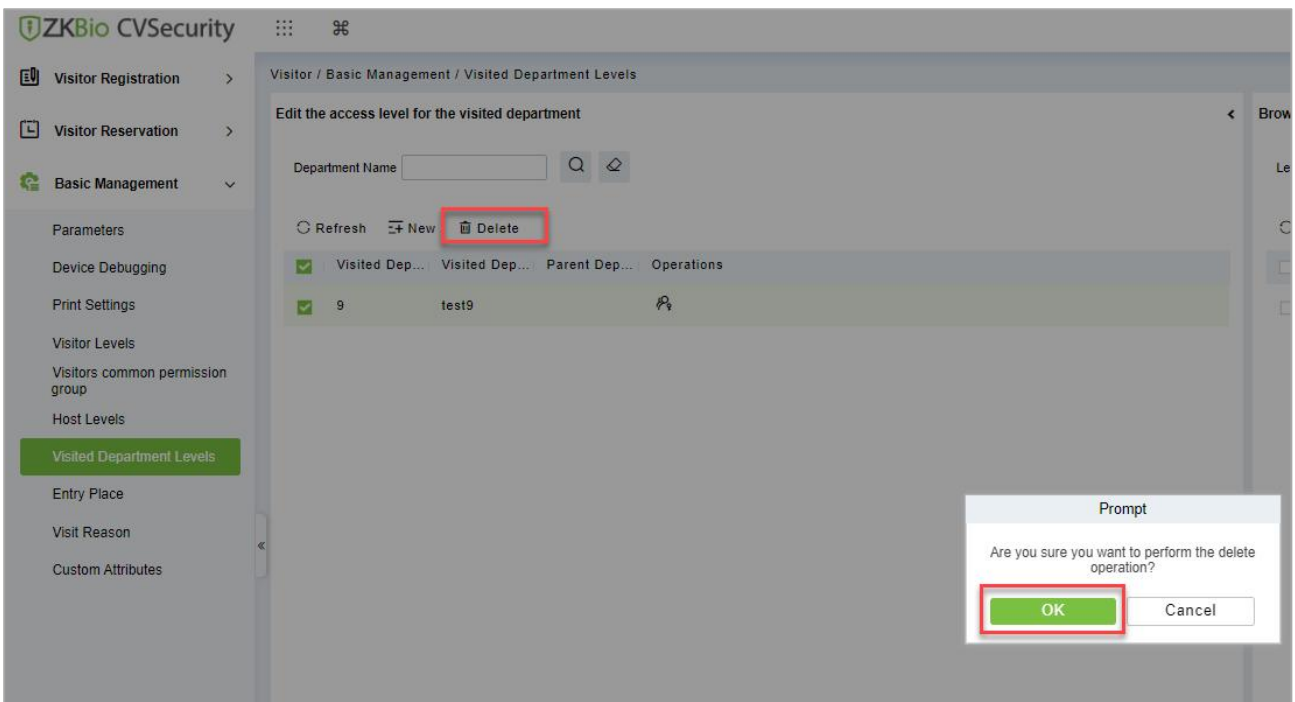 ZKBio CVSecurity
Visitor Registration
Visitor Reservation
Basic Management
Parameters
Device Debugging
Print Settings
Visitor Levels
Visitors common permission
group
Host Levels
Visited Department Levels
Entry Place
Visit Reason
Custom Attributes
Visitor / Basic Management / Visited Department Levels
Edit the access level for the visited department
Department Name
Refresh New Delete
Visited Dep... Visited Dep... Parent Dep... Operations
9 test9
Brow
Le
Prompt
Are you sure you want to perform the delete
operation?
OK Cancel